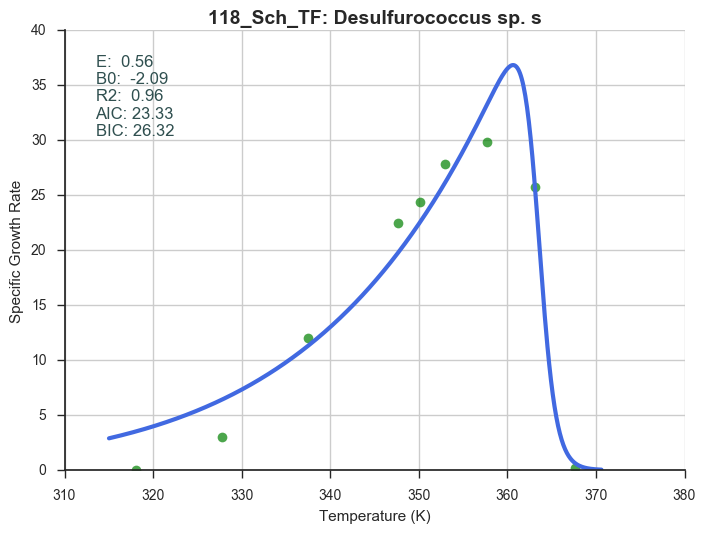 118_Sch_TF: Desulfurococcus sp. s
E:  0.56
B0:  -2.09
R2:  0.96
AIC: 23.33
BIC: 26.32
Specific Growth Rate
40
35
30
25
20
15
10
5
0
310 320 330 340 350 360 370 380
Temperature (K)